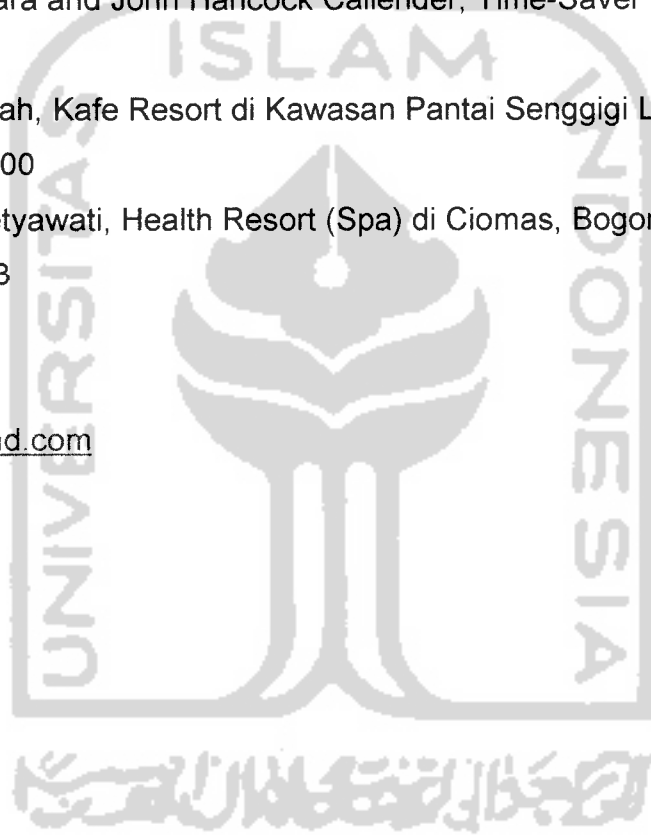 ara and John Hancock Callender, Time-Saver
ISLAM
ah, Kafe Resort di Kawasan Pantai Senggigi L
00
etyawati, Health Resort (Spa) di Ciomas, Bogor
3
d.com
UNIVERSITAS
INDONESIA